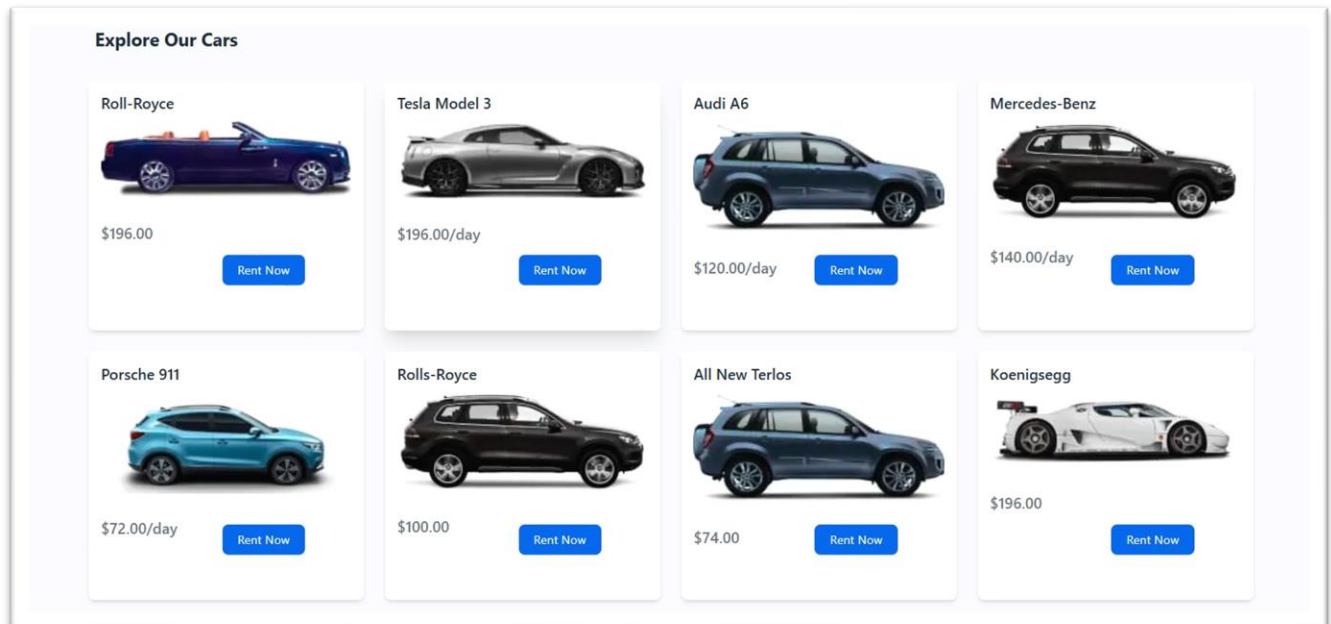 Explore Our Cars
Roll-Royce
Tesla Model 3
Audi A6
Mercedes-Benz
$196.00
$196.00/day
$120.00/day
$140.00/day
Rent Now
Rent Now
Rent Now
Rent Now
Porsche 911
Rolls-Royce
All New Terlos
Koenigsegg
$72.00/day
$100.00
$74.00
$196.00
Rent Now
Rent Now
Rent Now
Rent Now